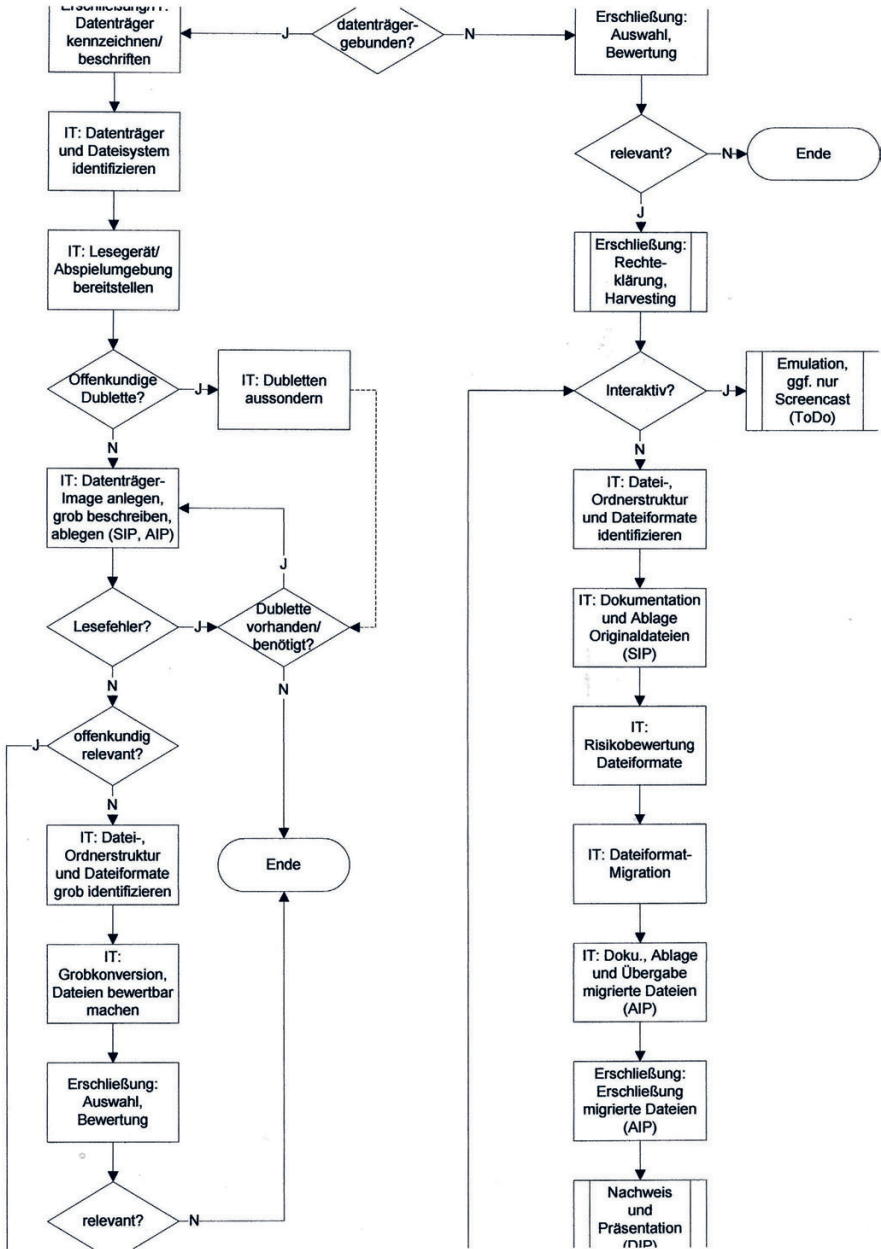 Erschließung/IT:
Datenträger
kennzeichnen/
beschriften
J
datenträger-
gebunden?
N
Erschließung:
Auswahl,
Bewertung
IT: Datenträger
und Dateisystem
identifizieren
relevant?
N
Ende
J
IT: Lesegerät/
Abspielumgebung
bereitstellen
Erschließung:
Rechte-
klärung,
Harvesting
Offenkundige
Dublette?
J
IT: Dubletten
aussondern
Interaktiv?
J
Emulation,
ggf. nur
Screencast
(ToDo)
N
N
IT: Datenträger-
Image anlegen,
grob beschreiben,
ablegen (SIP, AIP)
IT: Datei-,
Ordnerstruktur
und Dateiformate
identifizieren
J
Lesefehler?
J
Dublette
vorhanden/
benötigt?
IT: Dokumentation
und Ablage
Originaldateien
(SIP)
N
N
J
offenkundig
relevant?
IT:
Risikobewertung
Dateiformate
N
IT: Datei-,
Ordnerstruktur
und Dateiformate
grob identifizieren
Ende
IT: Dateiformat-
Migration
IT:
Grobkonversion,
Dateien bewertbar
machen
IT: Doku., Ablage
und Übergabe
migrierte Dateien
(AIP)
Erschließung:
Auswahl,
Bewertung
Erschließung:
Erschließung
migrierte Dateien
(AIP)
relevant?
N
Nachweis
und
Präsentation
(DIP)